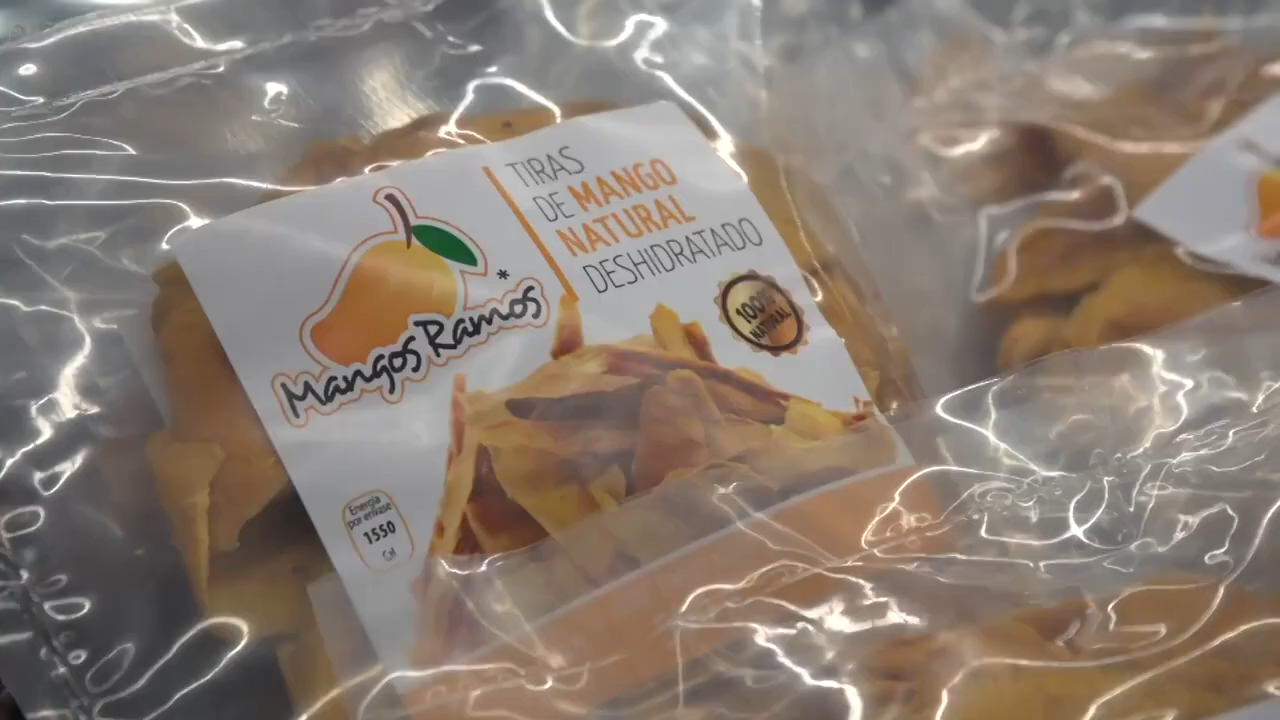 TIRAS
DE MANGO
NATURAL
DESHIDRATADO
Mangos Ramos*
100%
NATURAL
Energía
por envase
1550
Cal